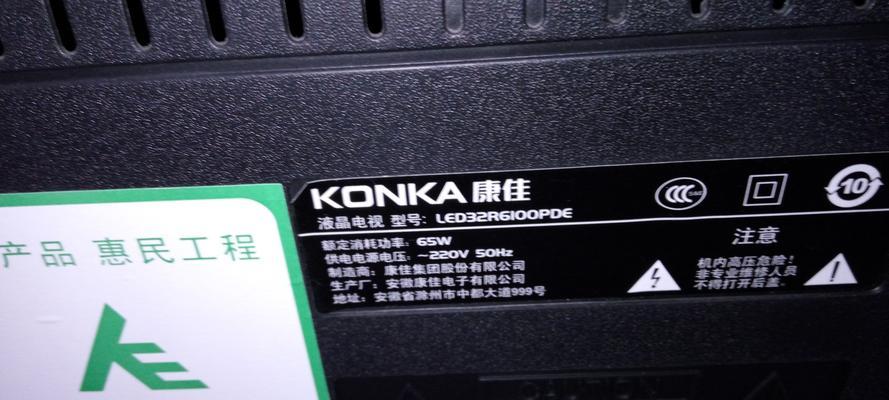 KONKA 康佳
液晶电视 型号: LED32R6100PDE
额定消耗功率: 65W
供电电源电压: ~220V 50Hz
制造商: 康佳集团股份有限公司
生产厂: 安徽康佳电子有限公司
地址: 安徽省滁州市中都大道999号
CCC S&E
10
注意
机内高压危险!
非专业维修人员
不得打开后盖。
产品 惠民工程
CAUTION